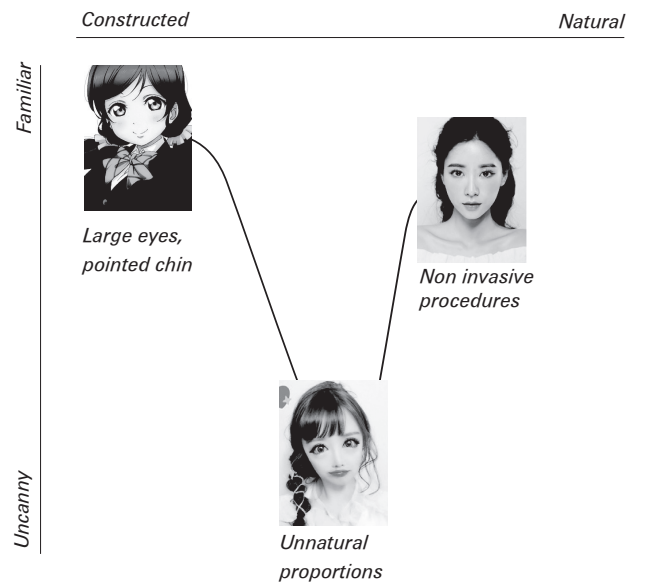 Constructed
Natural
Familiar
Large eyes,
pointed chin
Non invasive
procedures
Uncanny
Unnatural
proportions